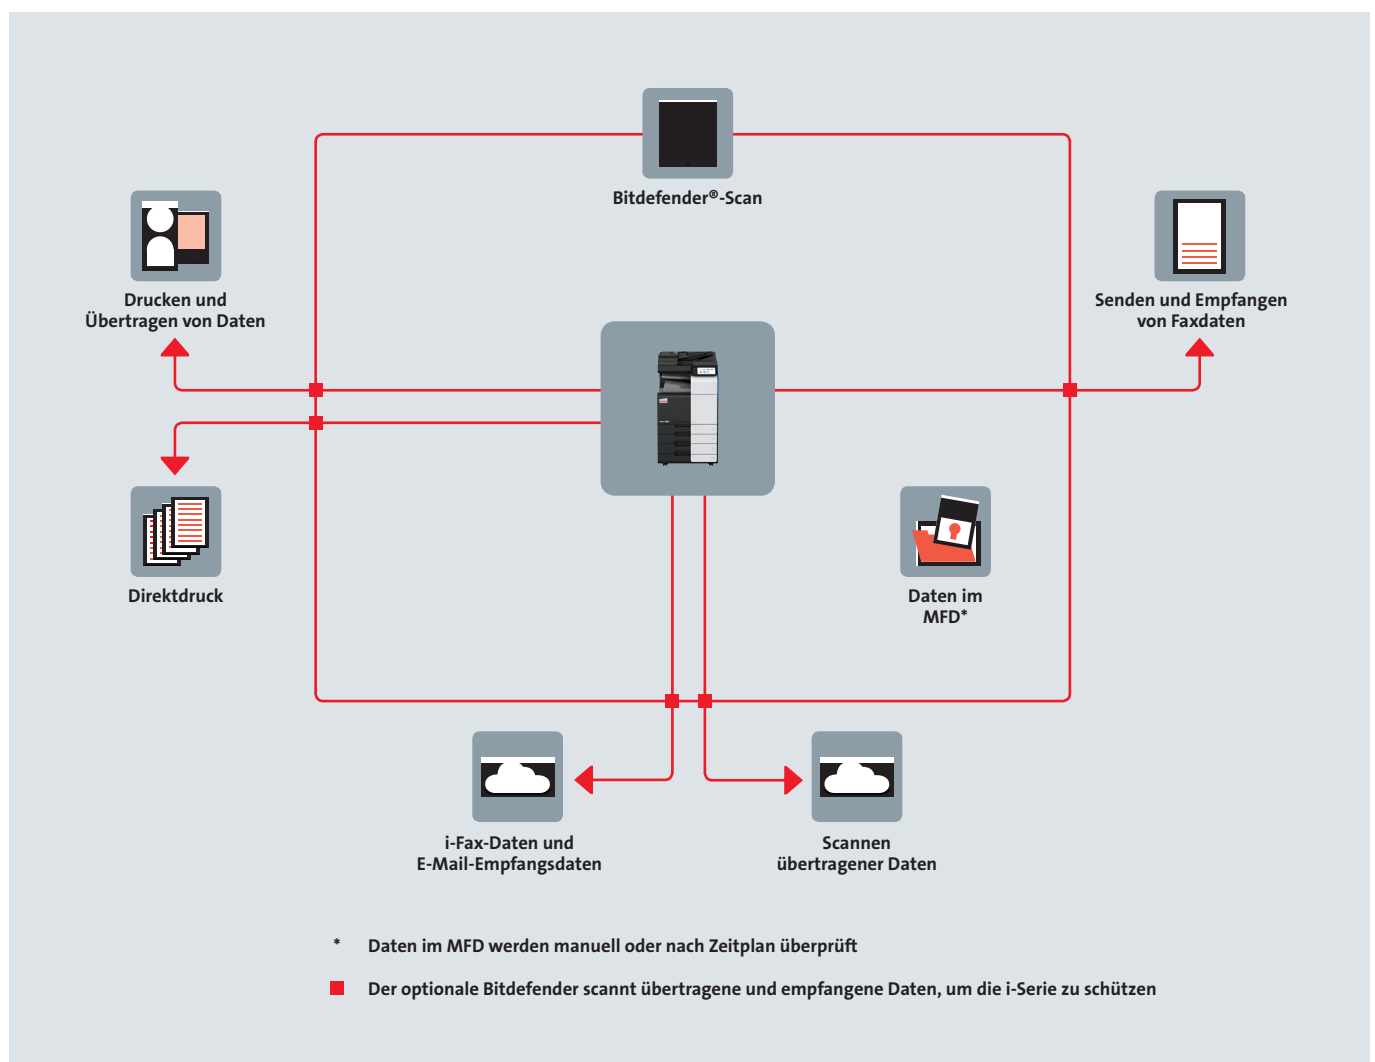 Bitdefender®-Scan
Drucken und
Übertragen von Daten
Senden und Empfangen
von Faxdaten
Direktdruck
Daten im
MFD*
i-Fax-Daten und
E-Mail-Empfangsdaten
Scannen
übertragener Daten
* Daten im MFD werden manuell oder nach Zeitplan überprüft
Der optionale Bitdefender scannt übertragene und empfangene Daten, um die i-Serie zu schützen